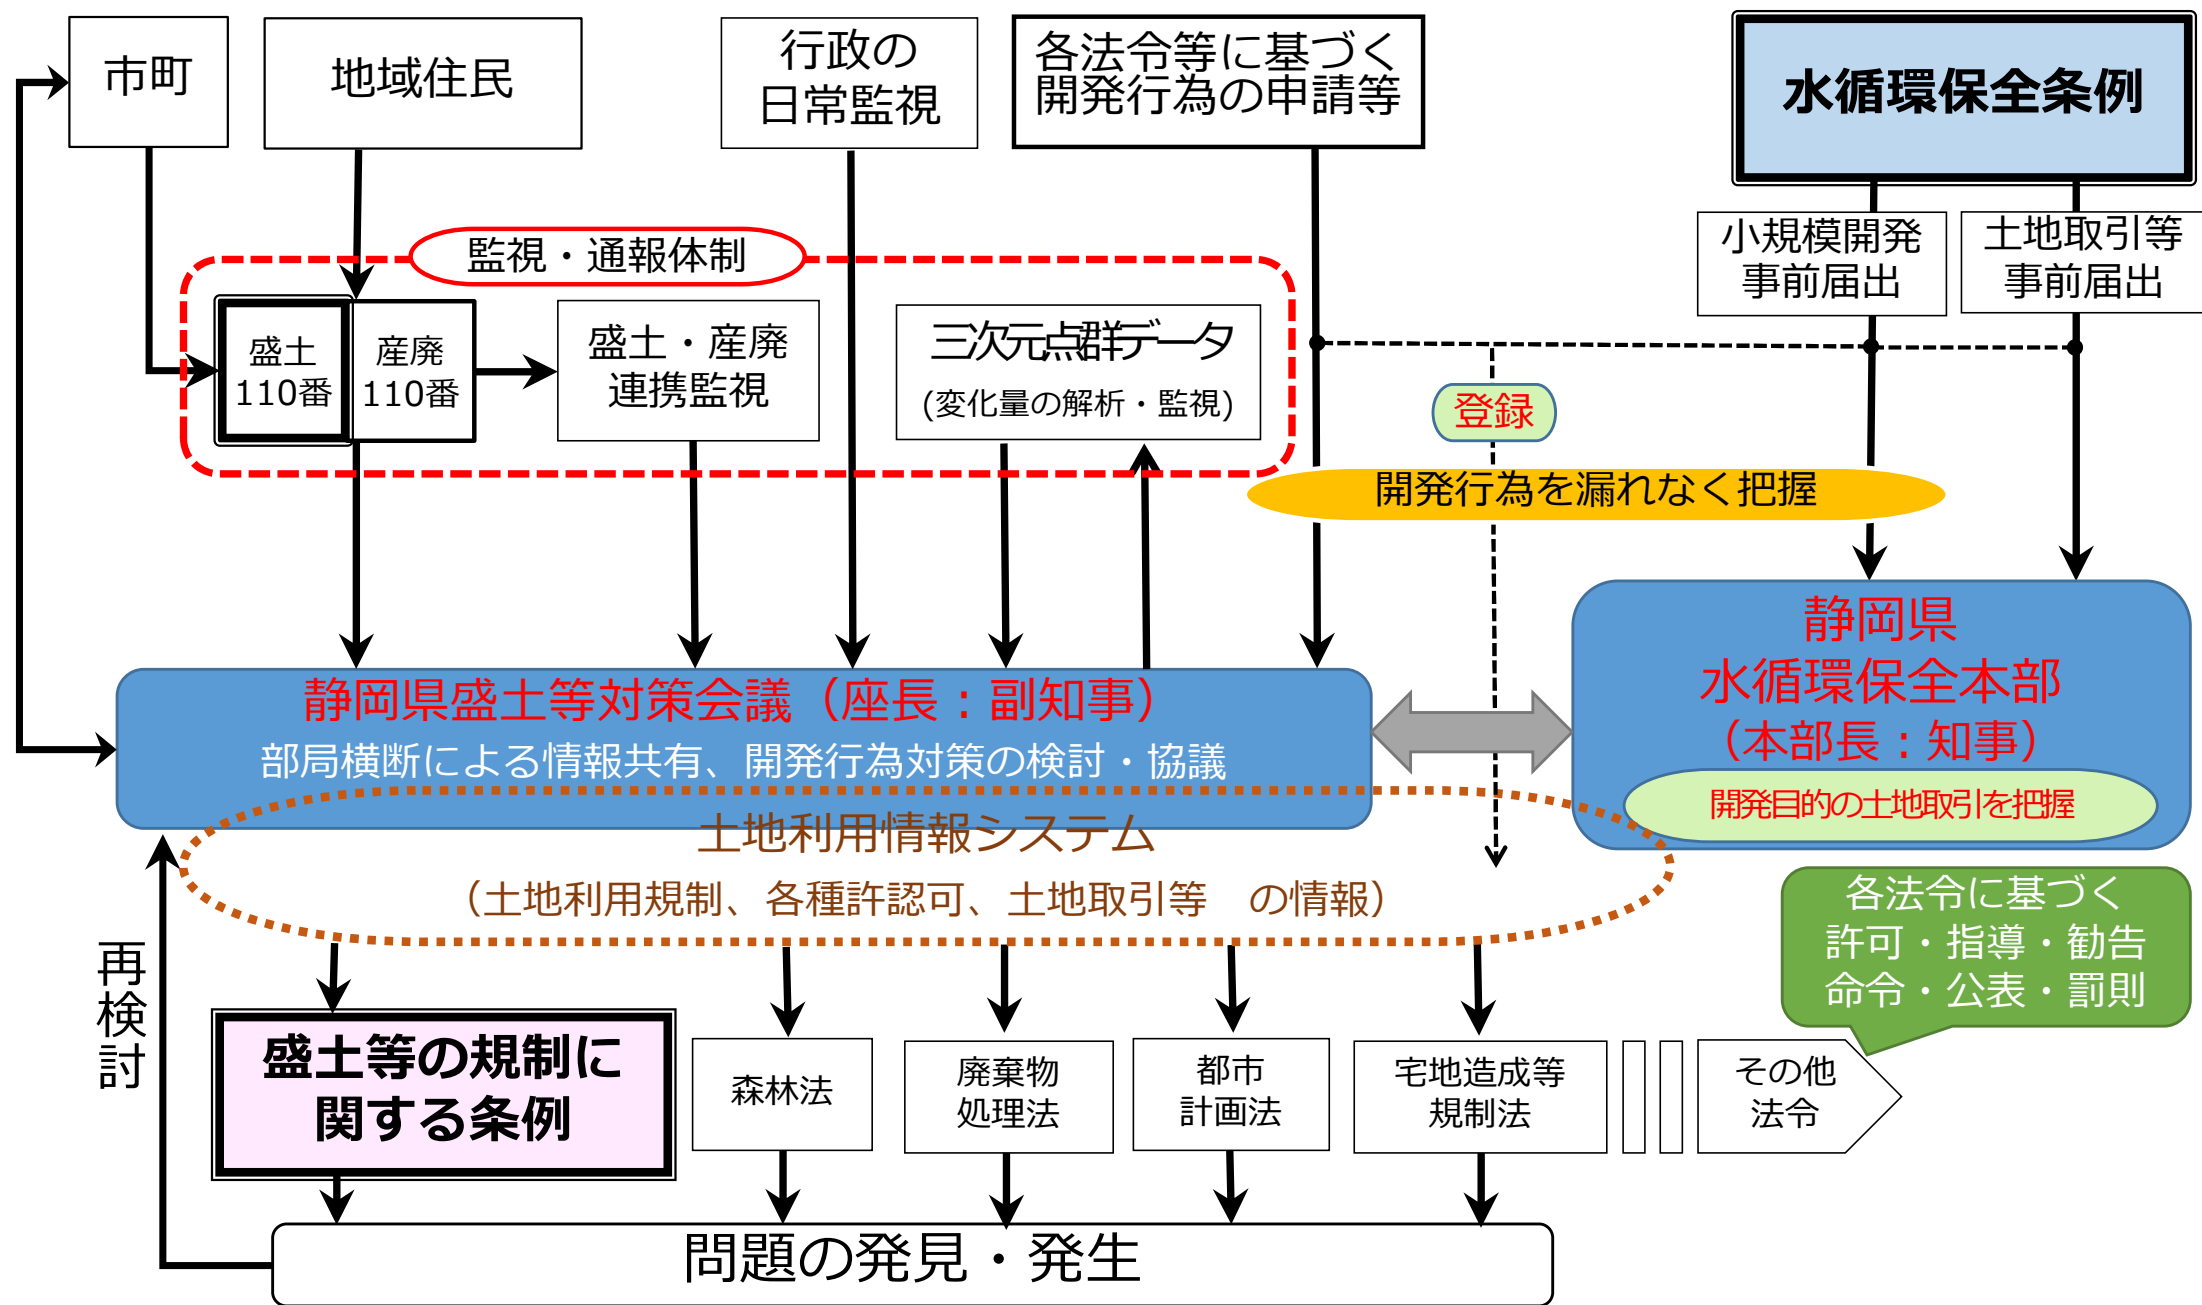 市町
地域住民
行政の
日常監視
各法令等に基づく
開発行為の申請等
水循環保全条例
小規模開発
事前届出
土地取引等
事前届出
監視・通報体制
盛土
110番
産廃
110番
盛土・産廃
連携監視
三次元点群データ
(変化量の解析・監視)
登録
開発行為を漏れなく把握
静岡県盛土等対策会議（座長：副知事）
部局横断による情報共有、開発行為対策の検討・協議
静岡県
水循環保全本部
（本部長：知事）
開発目的の土地取引を把握
土地利用情報システム
（土地利用規制、各種許認可、土地取引等　の情報）
各法令に基づく
許可・指導・勧告
命令・公表・罰則
再検討
盛土等の規制に
関する条例
森林法
廃棄物
処理法
都市
計画法
宅地造成等
規制法
その他
法令
問題の発見・発生